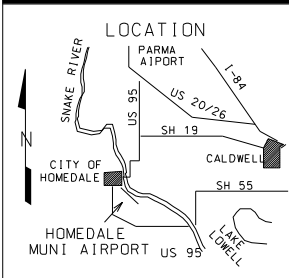 LOCATION
PARMA
AIPORT
I-84
SNAKE RIVER
US 95
US 20/26
SH 19
N
CALDWELL
CITY OF
HOMEDALE
SH 55
HOMEDALE
MUNI AIRPORT
US 95
LAKE
LOWELL